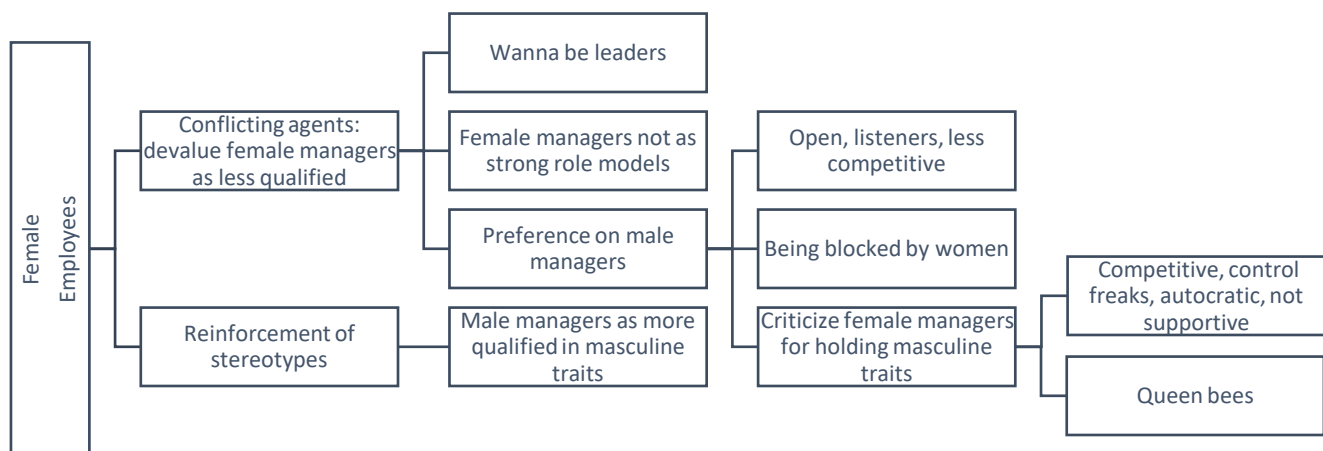 Female
Employees
Conflicting agents:
devalue female managers
as less qualified
Wanna be leaders
Female managers not as
strong role models
Preference on male
managers
Open, listeners, less
competitive
Being blocked by women
Criticize female managers
for holding masculine
traits
Competitive, control
freaks, autocratic, not
supportive
Queen bees
Reinforcement of
stereotypes
Male managers as more
qualified in masculine
traits